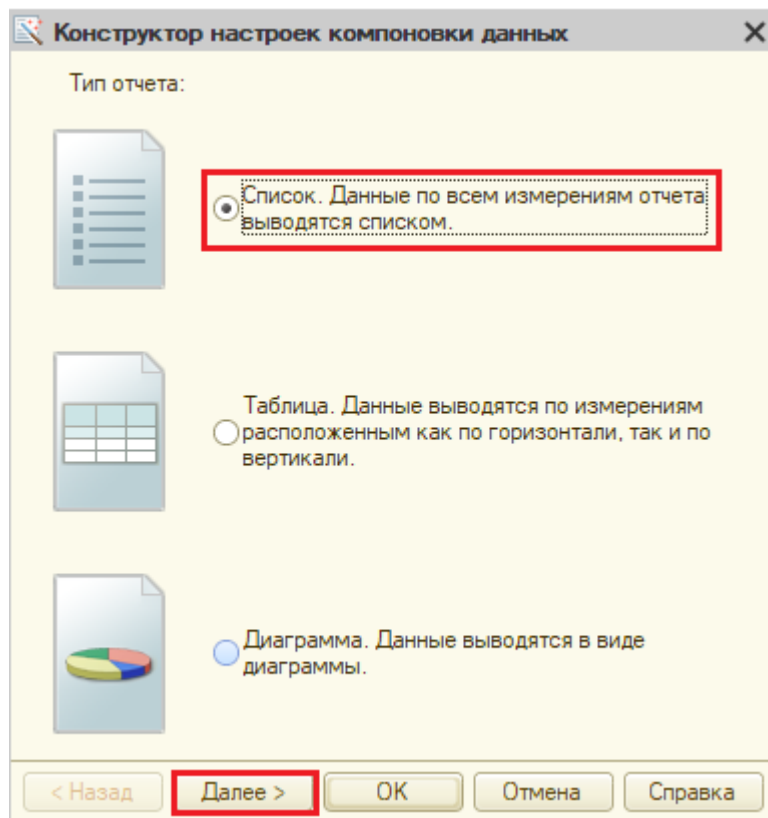 Конструктор настроек компоновки данных
Тип отчета:
Список. Данные по всем измерениям отчета
выводятся списком.
Таблица. Данные выводятся по измерениям
расположенным как по горизонтали, так и по
вертикали.
Диаграмма. Данные выводятся в виде
диаграммы.
< Назад Далее > OK Отмена Справка